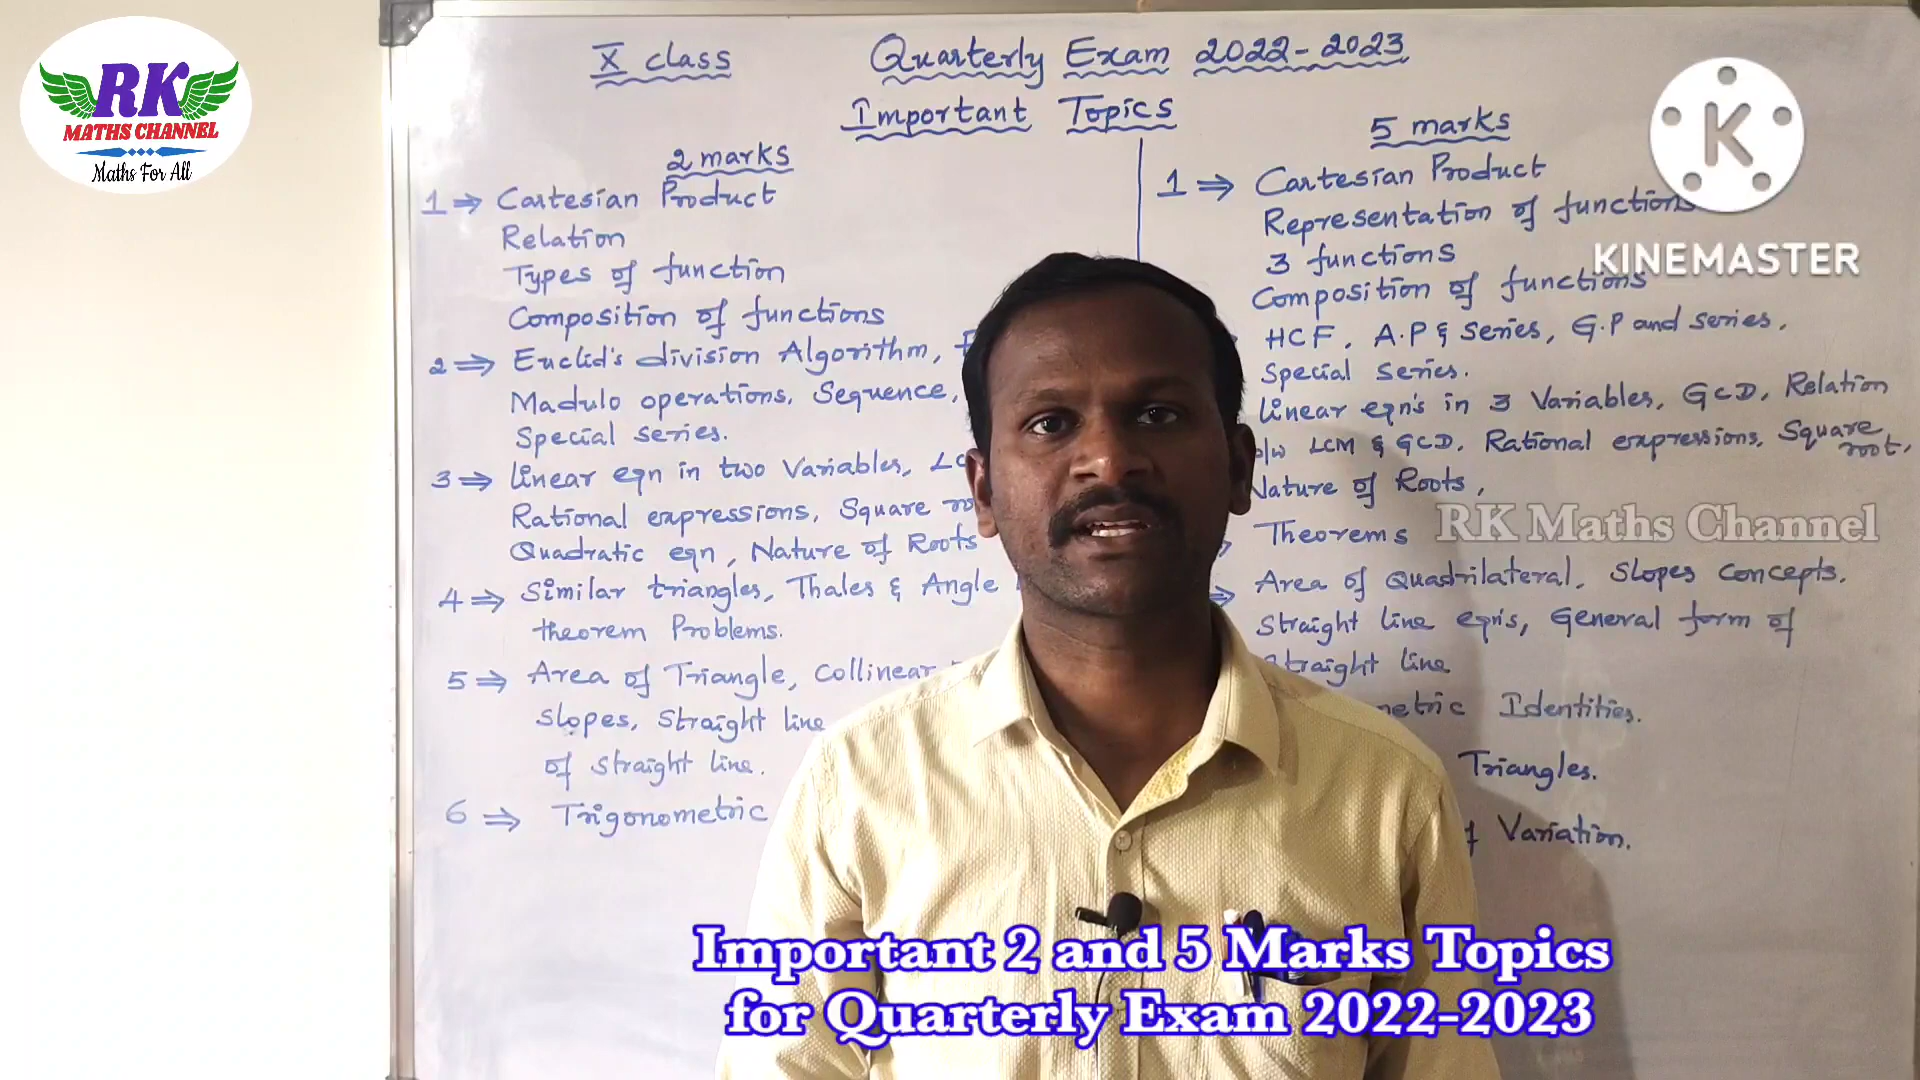 RK
MATHS CHANNEL
Maths For All
X class
Quarterly Exam 2022-2023
Important Topics
2 marks
1 ⇒ Cartesian Product
Relation
Types of function
Composition of functions
2 ⇒ Euclid's division Algorithm,
Madulo operations, Sequence,
Special series.
3 ⇒ linear eqn in two Variables,
Rational expressions, Square
Quadratic eqn, Nature of Roots
4 ⇒ Similar triangles, Thales & Angle
theorem Problems.
5 ⇒ Area of Triangle, Collinear
Slopes, Straight line
of straight line.
6 ⇒ Trigonometric
5 marks
1 ⇒ Cartesian Product
Representation of functions
3 functions
Composition of functions
HCF, A.P & Series, G.P and series,
Special series.
linear eqn's in 3 Variables, GCD, Relation
b/w LCM & GCD, Rational expressions, Square root,
Nature of Roots,
Theorems
Area of Quadrilateral, Slopes concepts,
Straight line eqn's, General form of
Straight line
Identities.
Triangles.
Variation.
K
KINEMASTER
RK Maths Channel
Important 2 and 5 Marks Topics
for Quarterly Exam 2022-2023